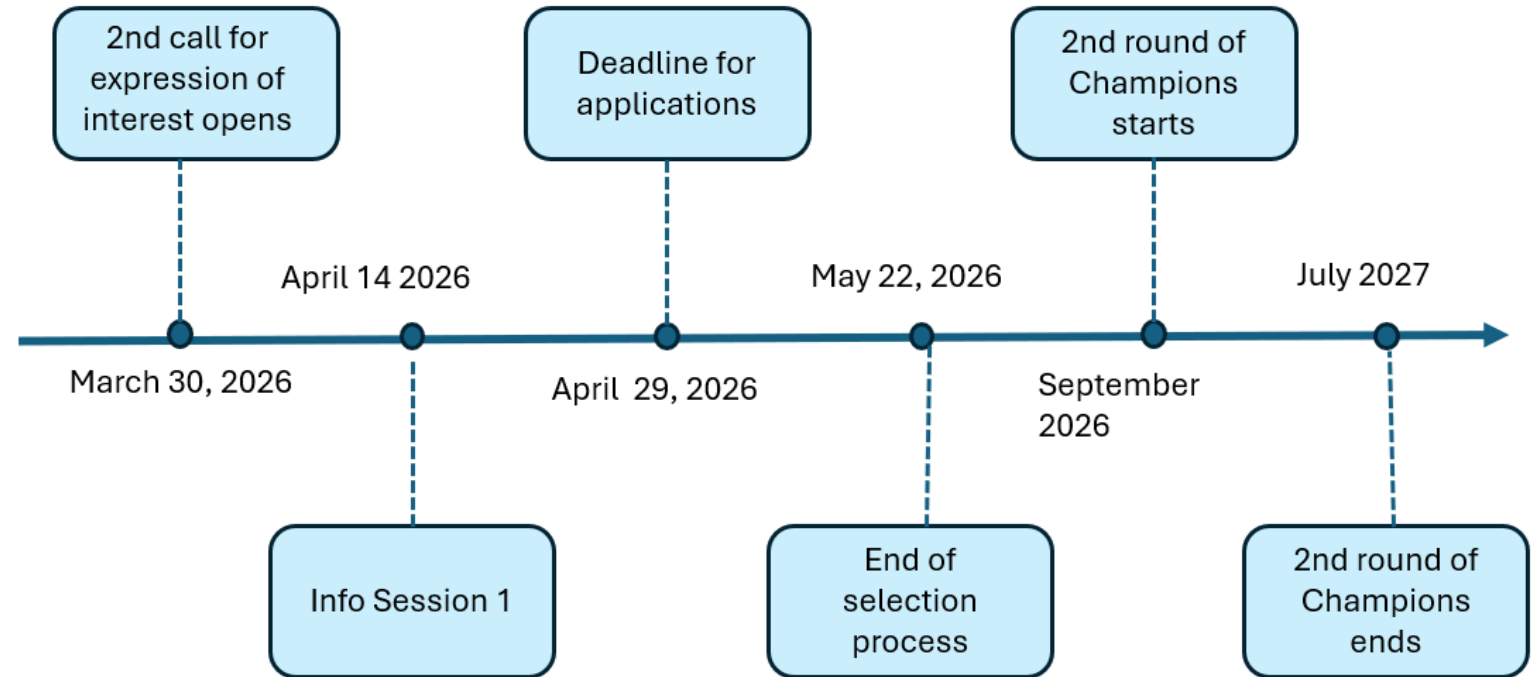 2nd call for
expression of
interest opens
Deadline for
applications
2nd round of
Champions
starts
April 14 2026
May 22, 2026
July 2027
March 30, 2026
April  29, 2026
September
2026
Info Session 1
End of
selection
process
2nd round of
Champions
ends